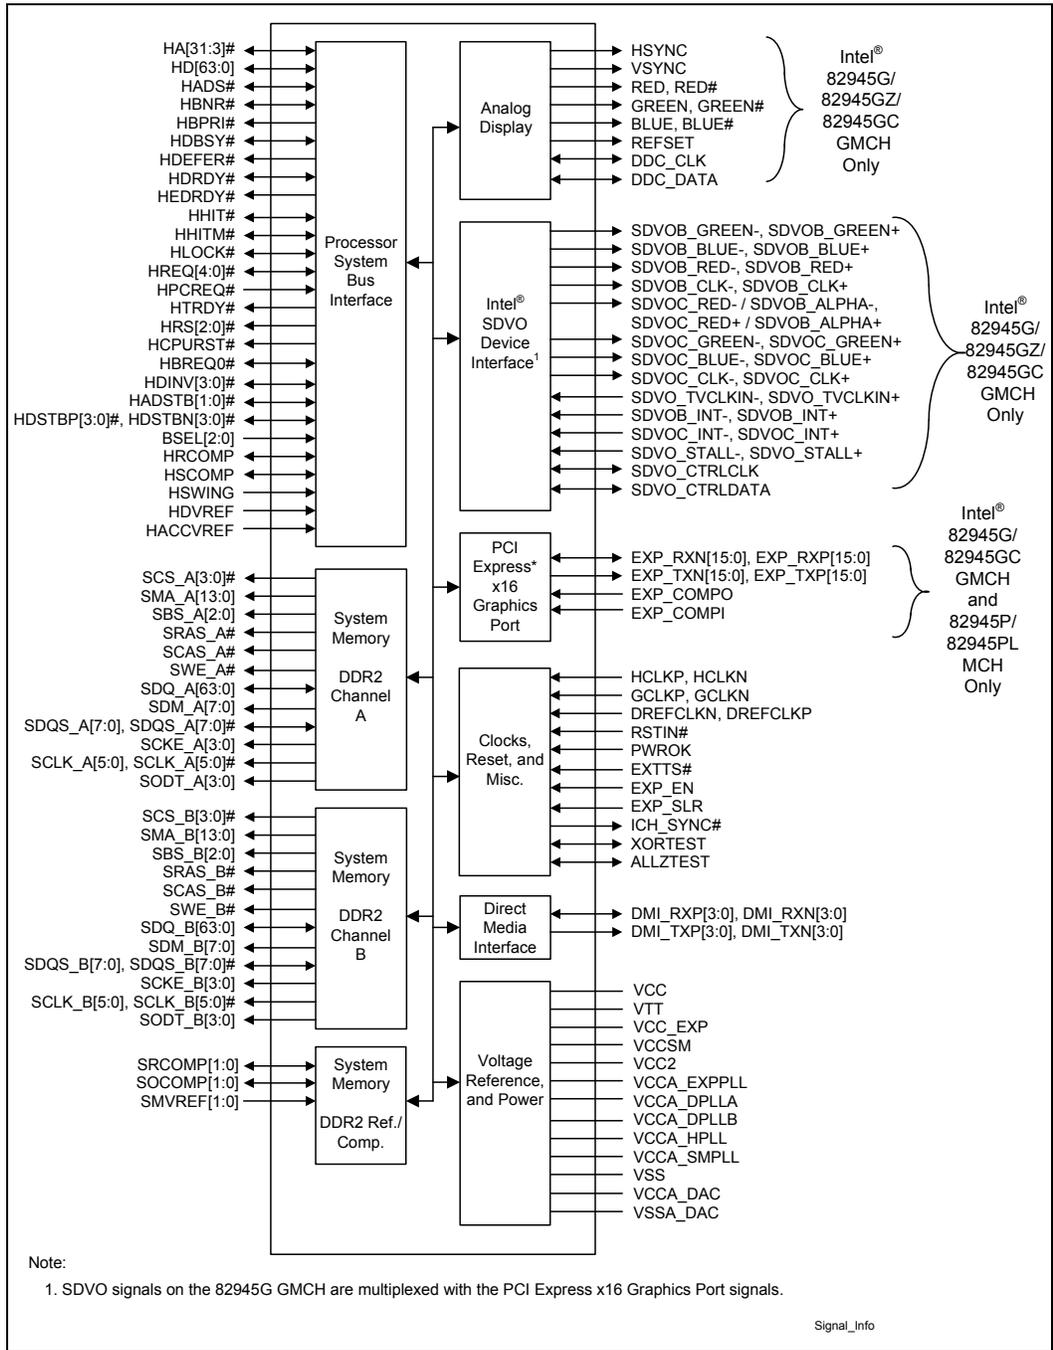 HA[31:3]#
HD[63:0]
HADS#
HBNR#
HBPRI#
HDBSY#
HDEFER#
HDRDY#
HEDRDY#
HHIT#
HHITM#
HLOCK#
HREQ[4:0]#
HPCREQ#
HTRDY#
HRS[2:0]#
HCPURST#
HBREQ0#
HDINV[3:0]#
HADSTB[1:0]#
HDSTBP[3:0]#, HDSTBN[3:0]#
BSEL[2:0]
HRCOMP
HSCOMP
HSWING
HDVREF
HACCVREF
Processor
System
Bus
Interface
SCS_A[3:0]#
SMA_A[13:0]
SBS_A[2:0]
SRAS_A#
SCAS_A#
SWE_A#
SDQ_A[63:0]
SDM_A[7:0]
SDQS_A[7:0], SDQS_A[7:0]#
SCKE_A[3:0]
SCLK_A[5:0], SCLK_A[5:0]#
SODT_A[3:0]
System
Memory
DDR2
Channel
A
SCS_B[3:0]#
SMA_B[13:0]
SBS_B[2:0]
SRAS_B#
SCAS_B#
SWE_B#
SDQ_B[63:0]
SDM_B[7:0]
SDQS_B[7:0], SDQS_B[7:0]#
SCKE_B[3:0]
SCLK_B[5:0], SCLK_B[5:0]#
SODT_B[3:0]
System
Memory
DDR2
Channel
B
SRCOMP[1:0]
SOCOMP[1:0]
SMVREF[1:0]
System
Memory
DDR2 Ref./
Comp.
Analog
Display
HSYNC
VSYNC
RED, RED#
GREEN, GREEN#
BLUE, BLUE#
REFSET
DDC_CLK
DDC_DATA
Intel®
82945G/
82945GZ/
82945GC
GMCH
Only
Intel®
SDVO
Device
Interface1
SDVOB_GREEN-, SDVOB_GREEN+
SDVOB_BLUE-, SDVOB_BLUE+
SDVOB_RED-, SDVOB_RED+
SDVOB_CLK-, SDVOB_CLK+
SDVOC_RED- / SDVOB_ALPHA-,
SDVOC_RED+ / SDVOB_ALPHA+
SDVOC_GREEN-, SDVOC_GREEN+
SDVOC_BLUE-, SDVOC_BLUE+
SDVOC_CLK-, SDVOC_CLK+
SDVO_TVCLKIN-, SDVO_TVCLKIN+
SDVOB_INT-, SDVOB_INT+
SDVOC_INT-, SDVOC_INT+
SDVO_STALL-, SDVO_STALL+
SDVO_CTRLCLK
SDVO_CTRLDATA
Intel®
82945G/
82945GZ/
82945GC
GMCH
Only
PCI
Express*
x16
Graphics
Port
EXP_RXN[15:0], EXP_RXP[15:0]
EXP_TXN[15:0], EXP_TXP[15:0]
EXP_COMPO
EXP_COMPI
Intel®
82945G/
82945GC
GMCH
and
82945P/
82945PL
MCH
Only
Clocks,
Reset, and
Misc.
HCLKP, HCLKN
GCLKP, GCLKN
DREFCLKN, DREFCLKP
RSTIN#
PWROK
EXTTS#
EXP_EN
EXP_SLR
ICH_SYNC#
XORTEST
ALLZTEST
Direct
Media
Interface
DMI_RXP[3:0], DMI_RXN[3:0]
DMI_TXP[3:0], DMI_TXN[3:0]
Voltage
Reference,
and Power
VCC
VTT
VCC_EXP
VCCSM
VCC2
VCCA_EXPPLL
VCCA_DPLLA
VCCA_DPLLB
VCCA_HPLL
VCCA_SMPLL
VSS
VCCA_DAC
VSSA_DAC
Note:
1. SDVO signals on the 82945G GMCH are multiplexed with the PCI Express x16 Graphics Port signals.
Signal_Info